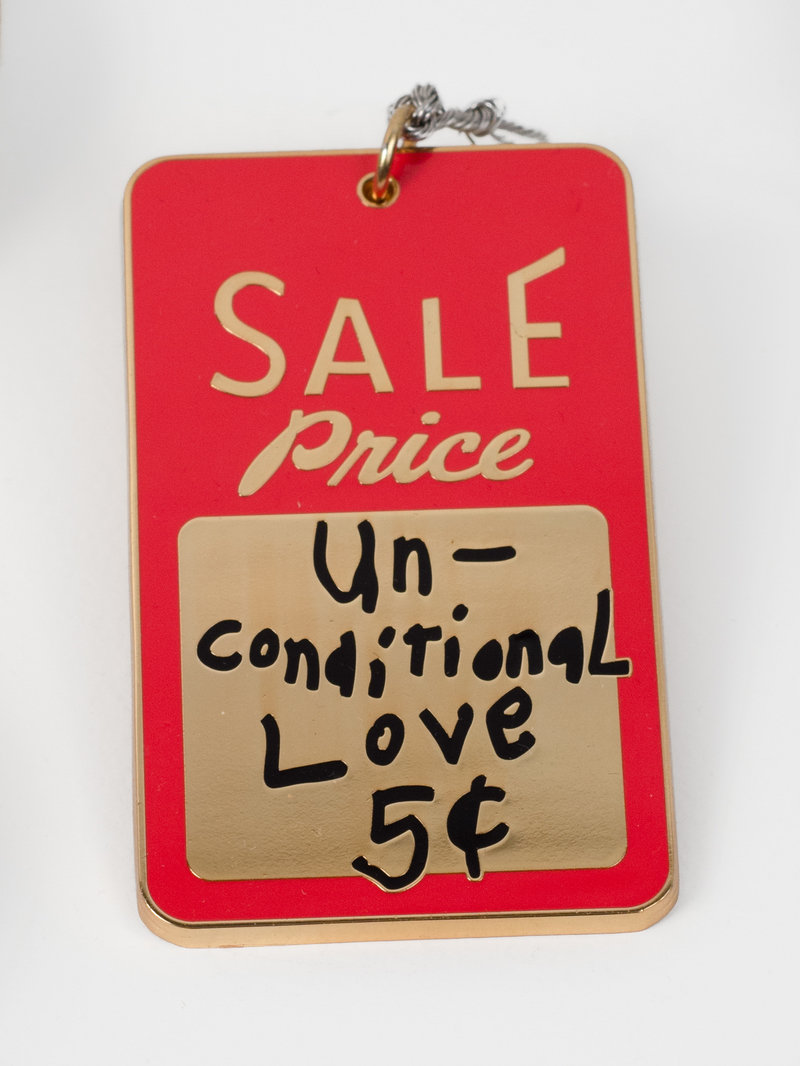 SALE
Price
Un-
conditional
Love
5¢